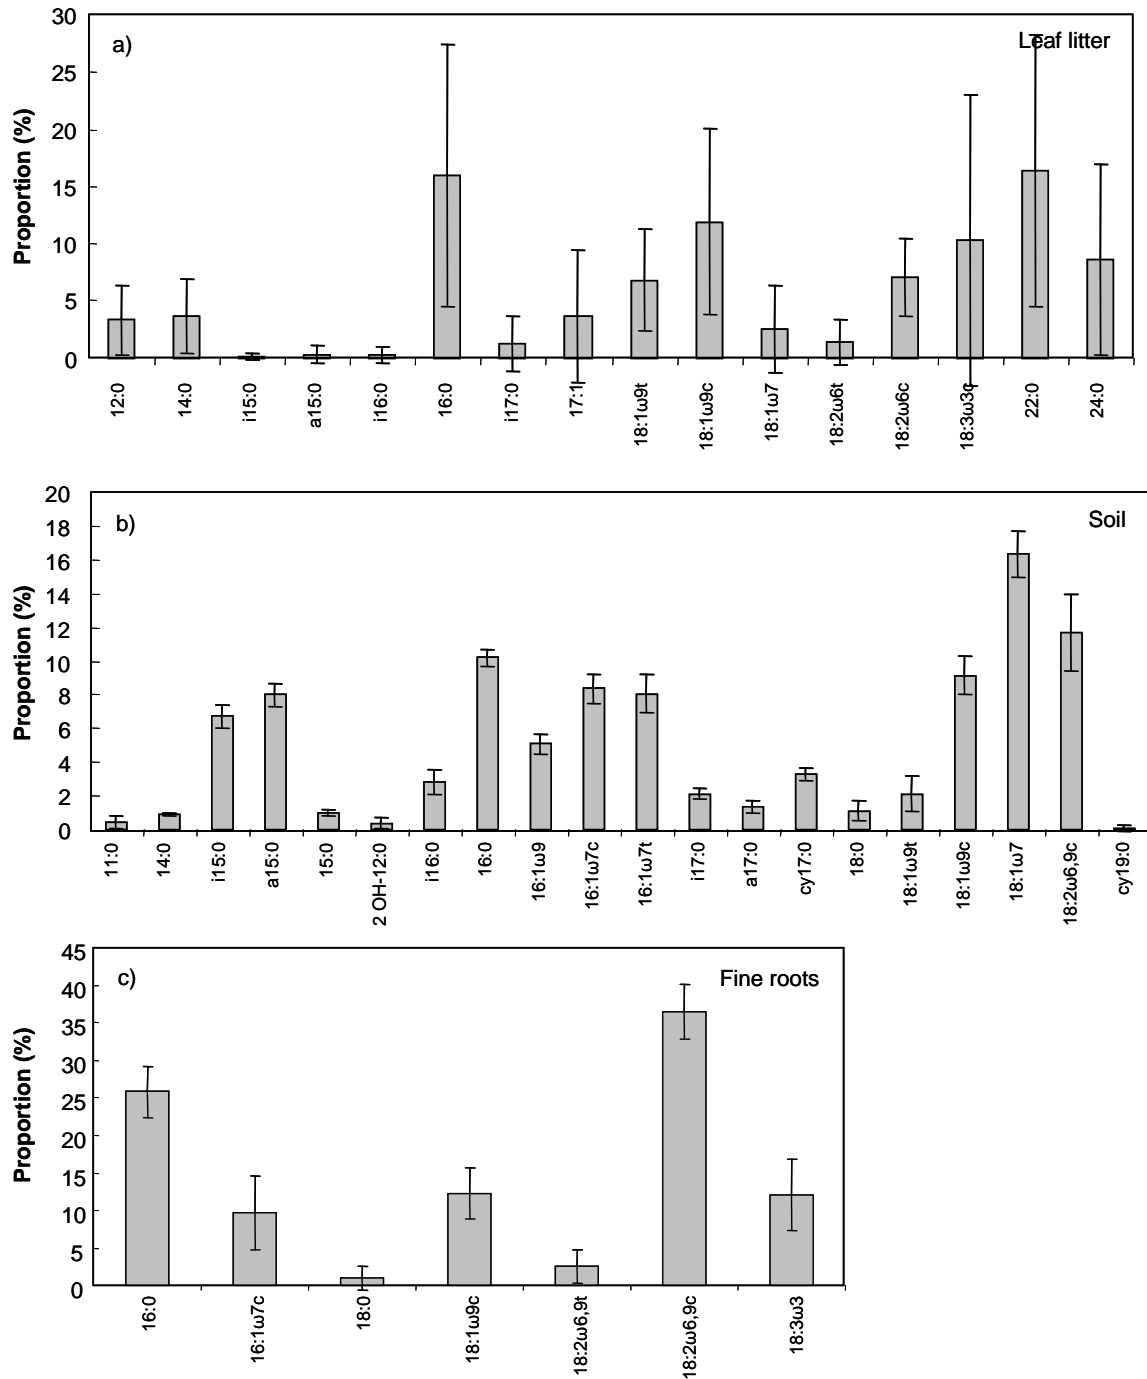 a)
Leaf litter
Proportion (%)
30
25
20
15
10
5
0
12:0
14:0
i15:0
a15:0
i16:0
16:0
i17:0
17:1
18:1ω9t
18:1ω9c
18:1ω7
18:2ω6t
18:2ω6c
18:3ω3c
22:0
24:0
b)
Soil
Proportion (%)
20
18
16
14
12
10
8
6
4
2
0
11:0
14:0
i15:0
a15:0
15:0
2 OH-12:0
i16:0
16:0
16:1ω9
16:1ω7c
16:1ω7t
i17:0
a17:0
cy17:0
18:0
18:1ω9t
18:1ω9c
18:1ω7
18:2ω6,9c
cy19:0
c)
Fine roots
Proportion (%)
45
40
35
30
25
20
15
10
5
0
16:0
16:1ω7c
18:0
18:1ω9c
18:2ω6,9t
18:2ω6,9c
18:3ω3